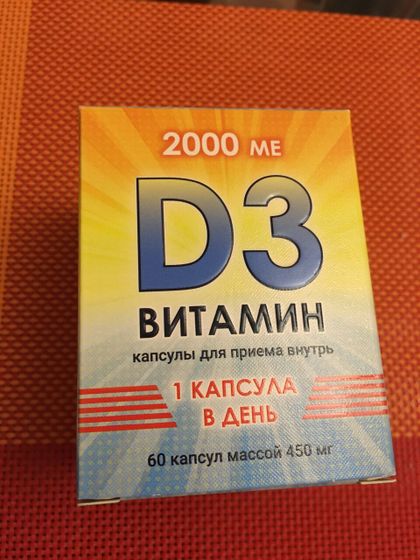 2000 МЕ
D3
ВИТАМИН
капсулы для приема внутрь
1 КАПСУЛА
В ДЕНЬ
60 капсул массой 450 мг